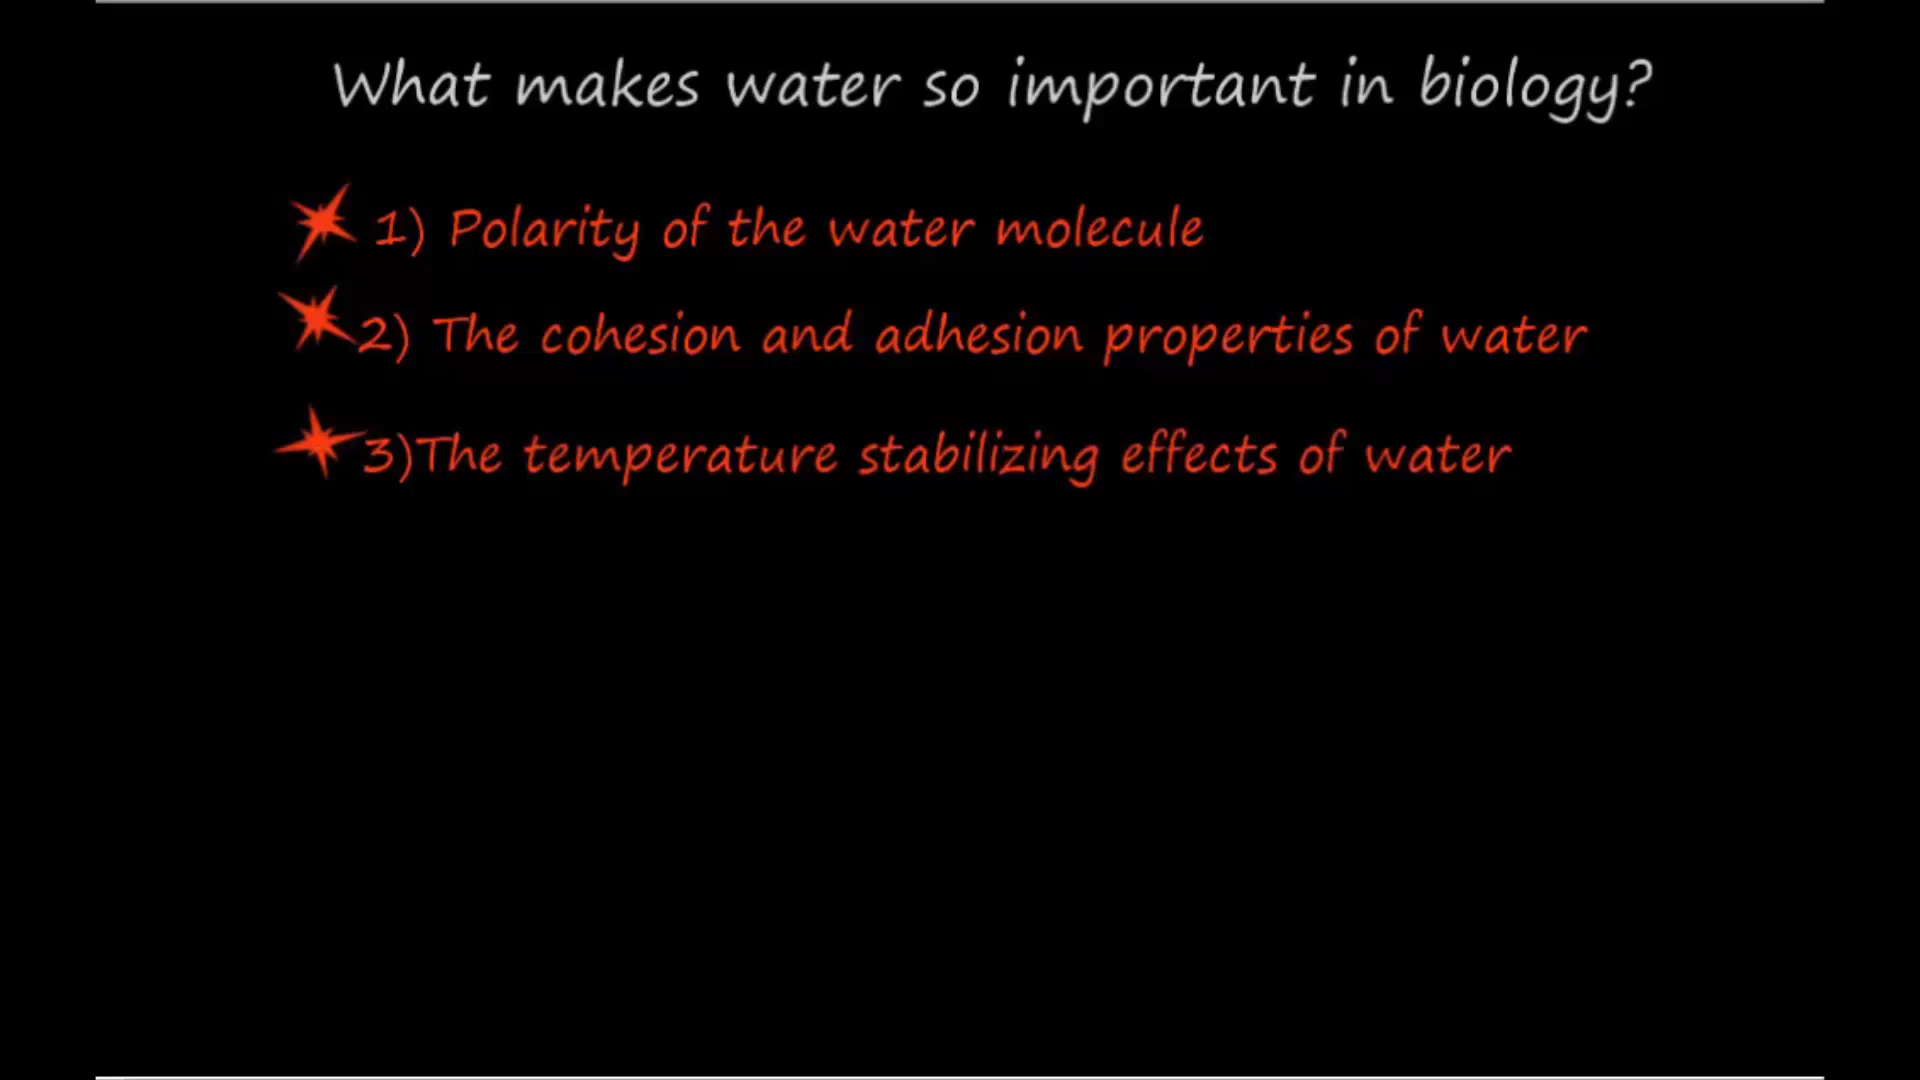 What makes water so important in biology?
1) Polarity of the water molecule
2) The cohesion and adhesion properties of water
3)The temperature stabilizing effects of water